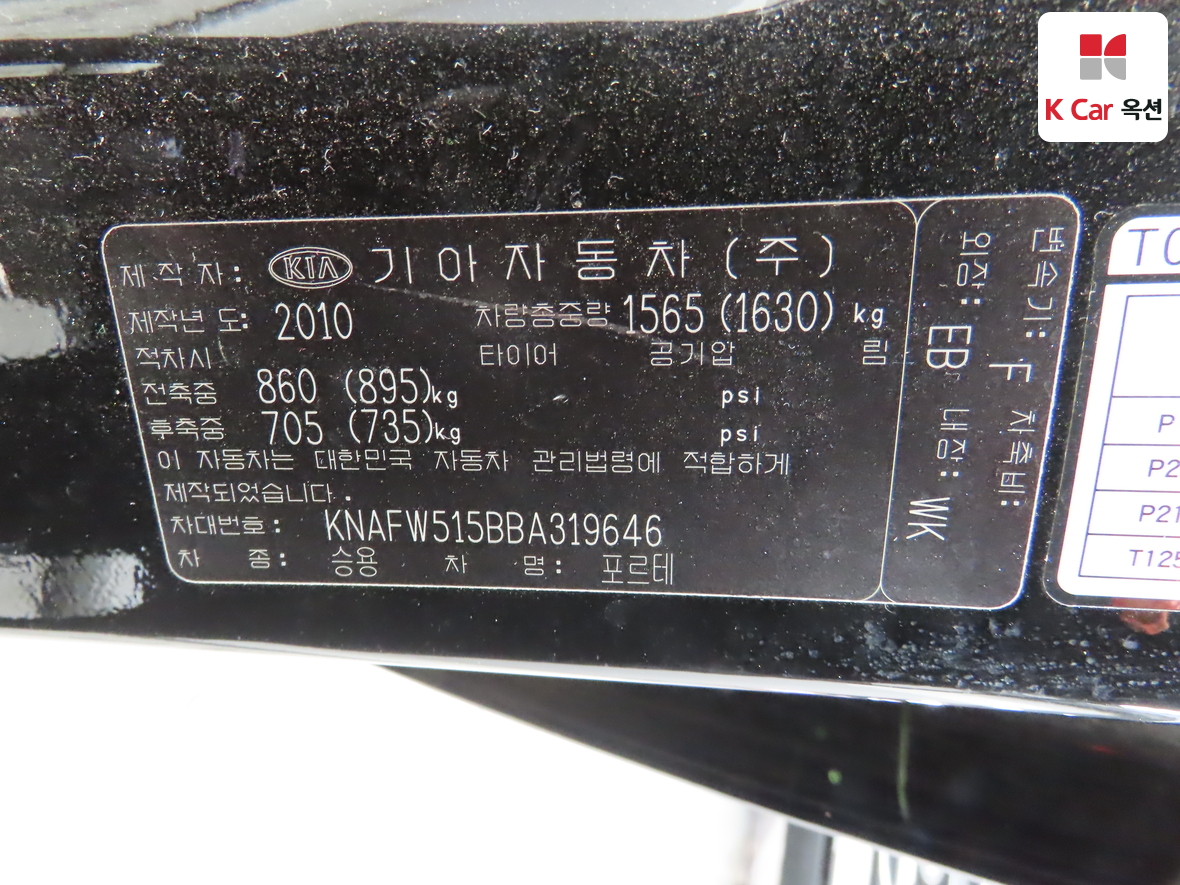 K Car 옥션
제 작 자 : KIA 기 아 자 동 차 ( 주 )
제작년 도: 2010 차량총중량 1565 (1630) kg
적차시 타이어 공기압 림
전축중 860 (895)kg psi
후축중 705 (735)kg psi
이 자동차는 대한민국 자동차 관리법령에 적합하게
제작되었습니다 .
차대번호 : KNAFW515BBA319646
차 종 : 승용 차 명 : 포르테
변속기: F 차축비:
외장: EB 내장: WK
TO
P
P2
P21
T125